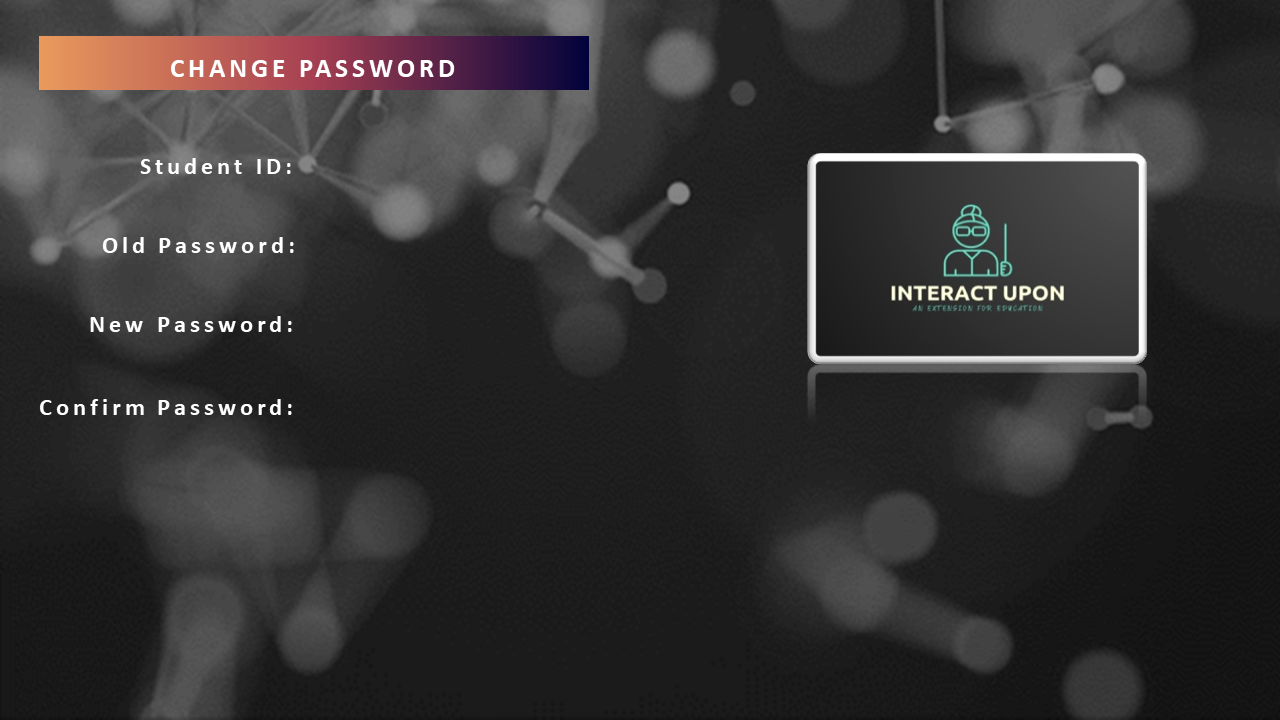 CHANGE PASSWORD
Student ID:
Old Password:
New Password:
Confirm Password:
INTERACT UPON
AN EXTENSION FOR EDUCATION